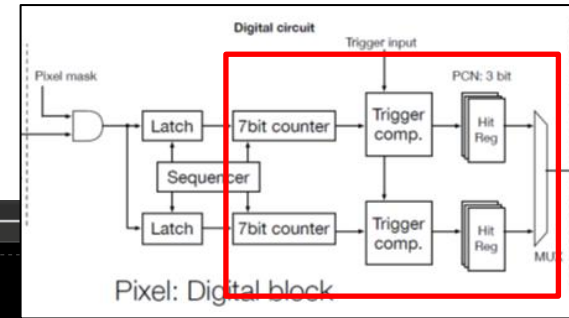 Digital circuit
Trigger input
Pixel mask
PCN: 3 bit
Latch
7bit counter
Trigger
comp.
Hit
Reg
Sequencer
Latch
7bit counter
Trigger
comp.
Hit
Reg
MUX
Pixel: Digital block